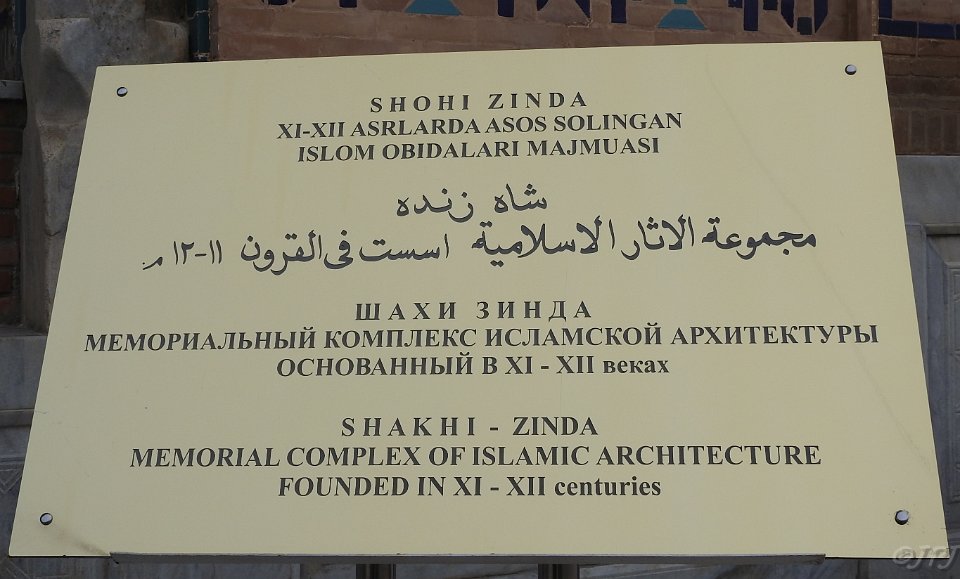 SHOHI ZINDA
XI-XII ASRLARDA ASOS SOLINGAN
ISLOM OBIDALARI MAJMUASI
شاه زنده
مجموعة الاثار الاسلامية اسست فى القرون ١١-١٢ م.
ШАХИ ЗИНДА
МЕМОРИАЛЬНЫЙ КОМПЛЕКС ИСЛАМСКОЙ АРХИТЕКТУРЫ
ОСНОВАННЫЙ В XI - XII веках
SHAKHI - ZINDA
MEMORIAL COMPLEX OF ISLAMIC ARCHITECTURE
FOUNDED IN XI - XII centuries